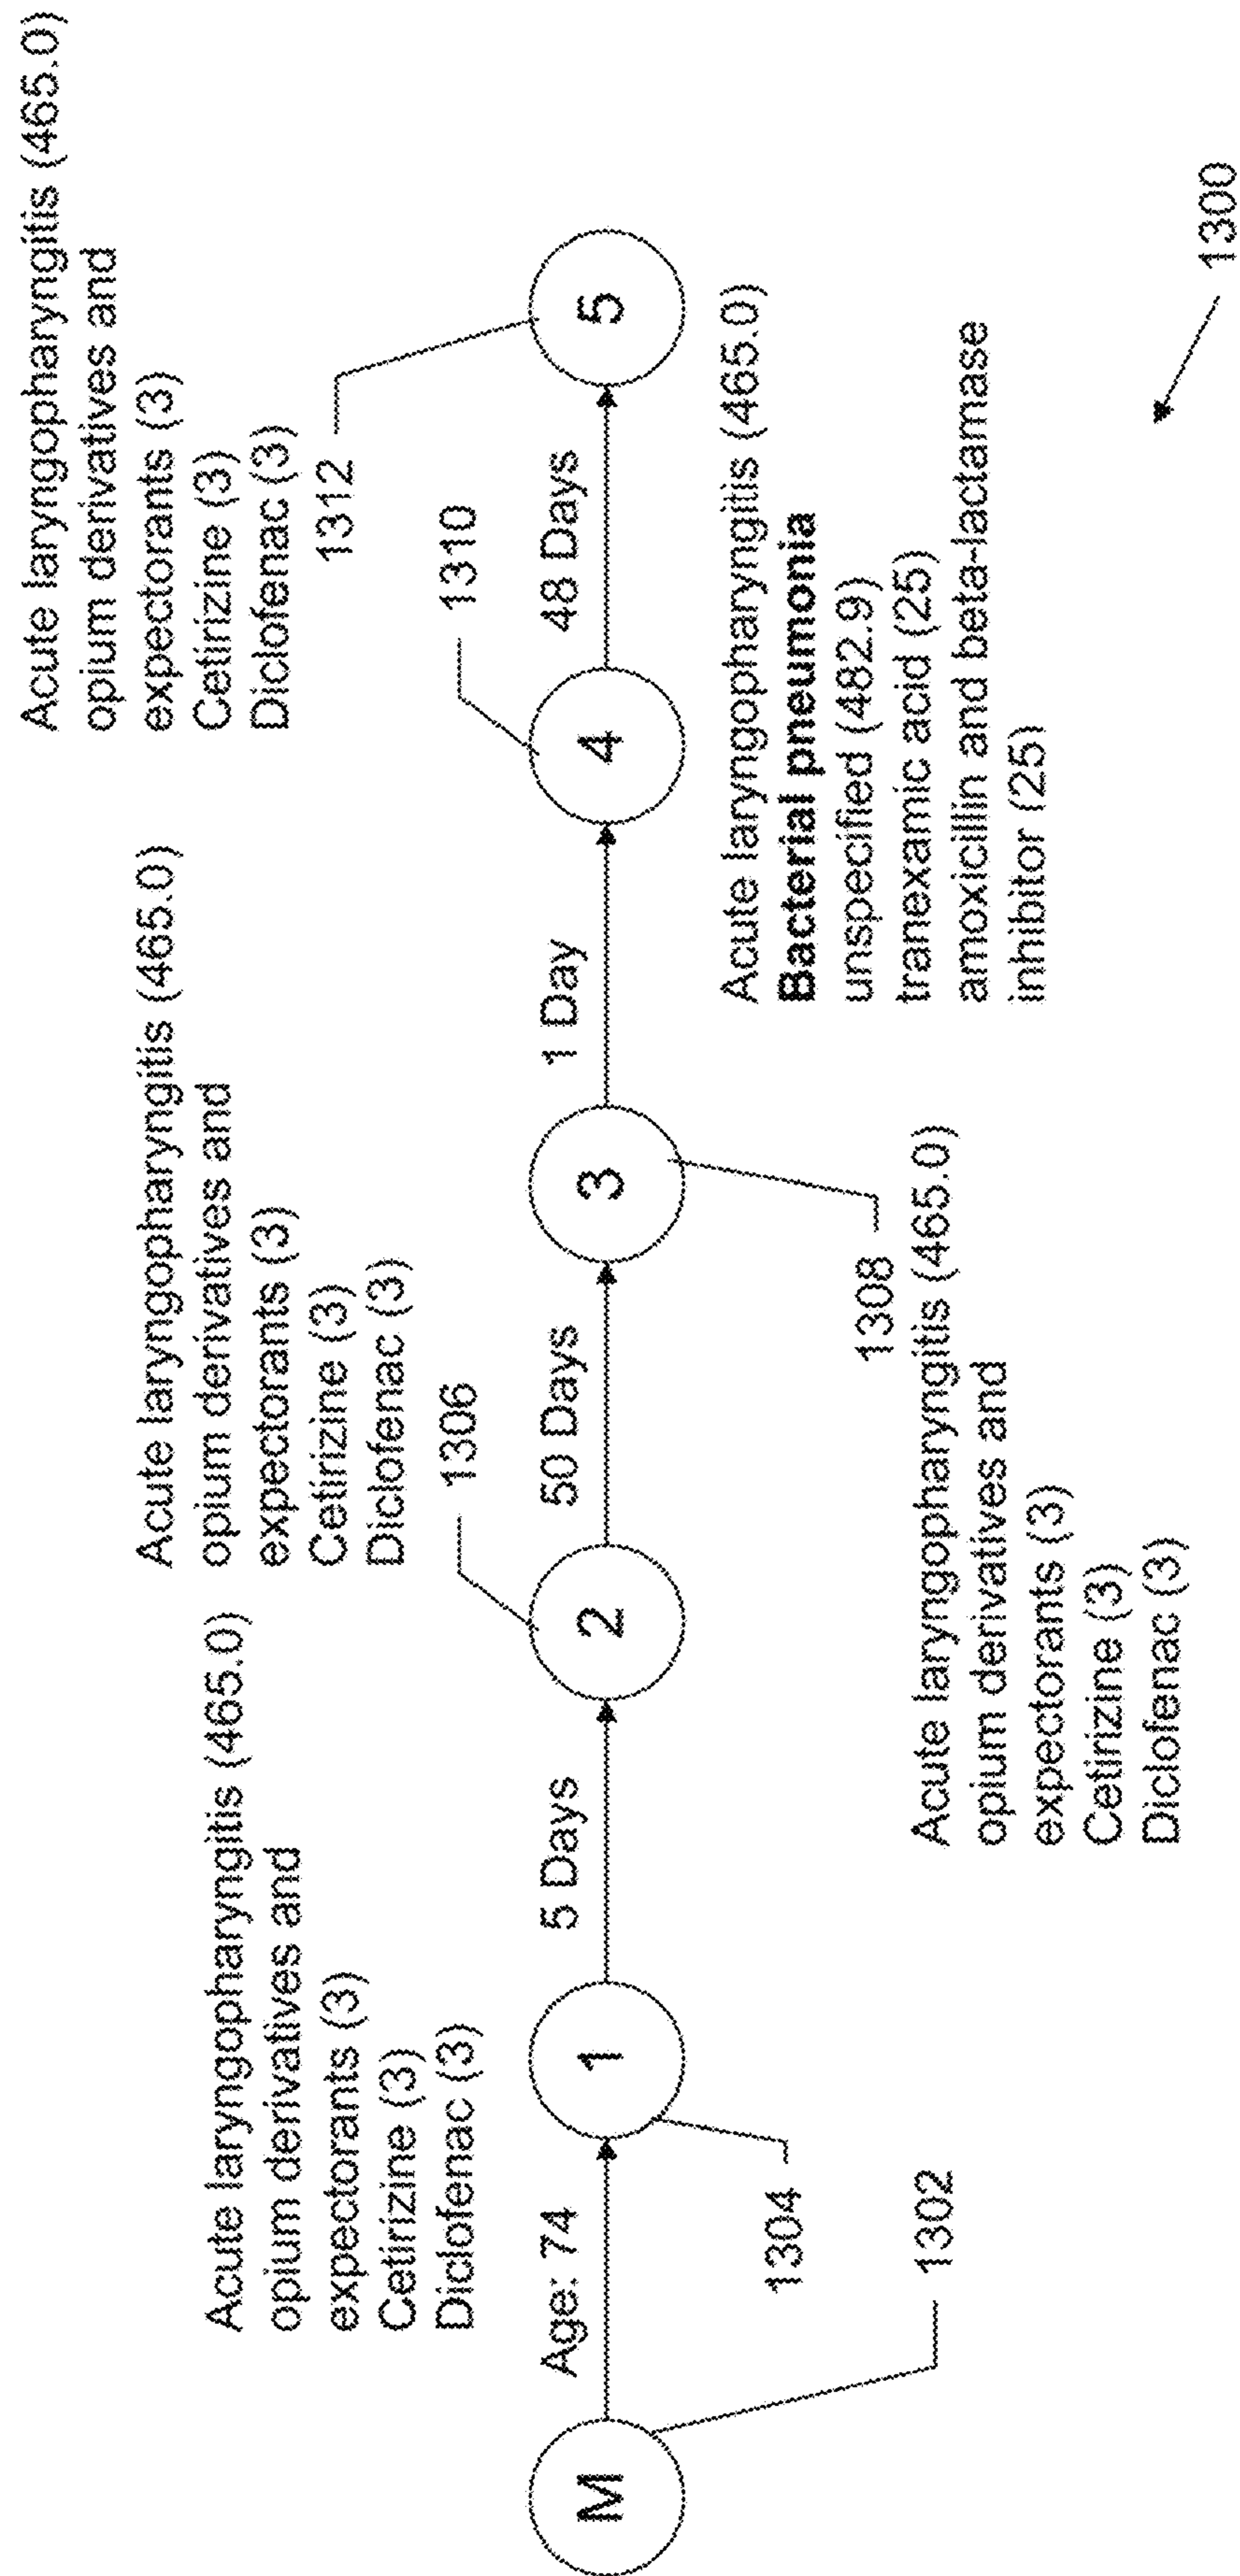 Acute laryngopharyngitis (465.0)
opium derivatives and
expectorants (3)
Cetirizine (3)
Diclofenac (3)
Acute laryngopharyngitis (465.0)
opium derivatives and
expectorants (3)
Cetirizine (3)
Diclofenac (3)
Acute laryngopharyngitis (465.0)
opium derivatives and
expectorants (3)
Cetirizine (3)
Diclofenac (3)
1306
1310
1312
M
Age: 74
1
5 Days
2
50 Days
3
1 Day
4
48 Days
5
1304
1302
1308
Acute laryngopharyngitis (465.0)
opium derivatives and
expectorants (3)
Cetirizine (3)
Diclofenac (3)
Acute laryngopharyngitis (465.0)
Bacterial pneumonia
unspecified (482.9)
tranexamic acid (25)
amoxicillin and beta-lactamase
inhibitor (25)
1300